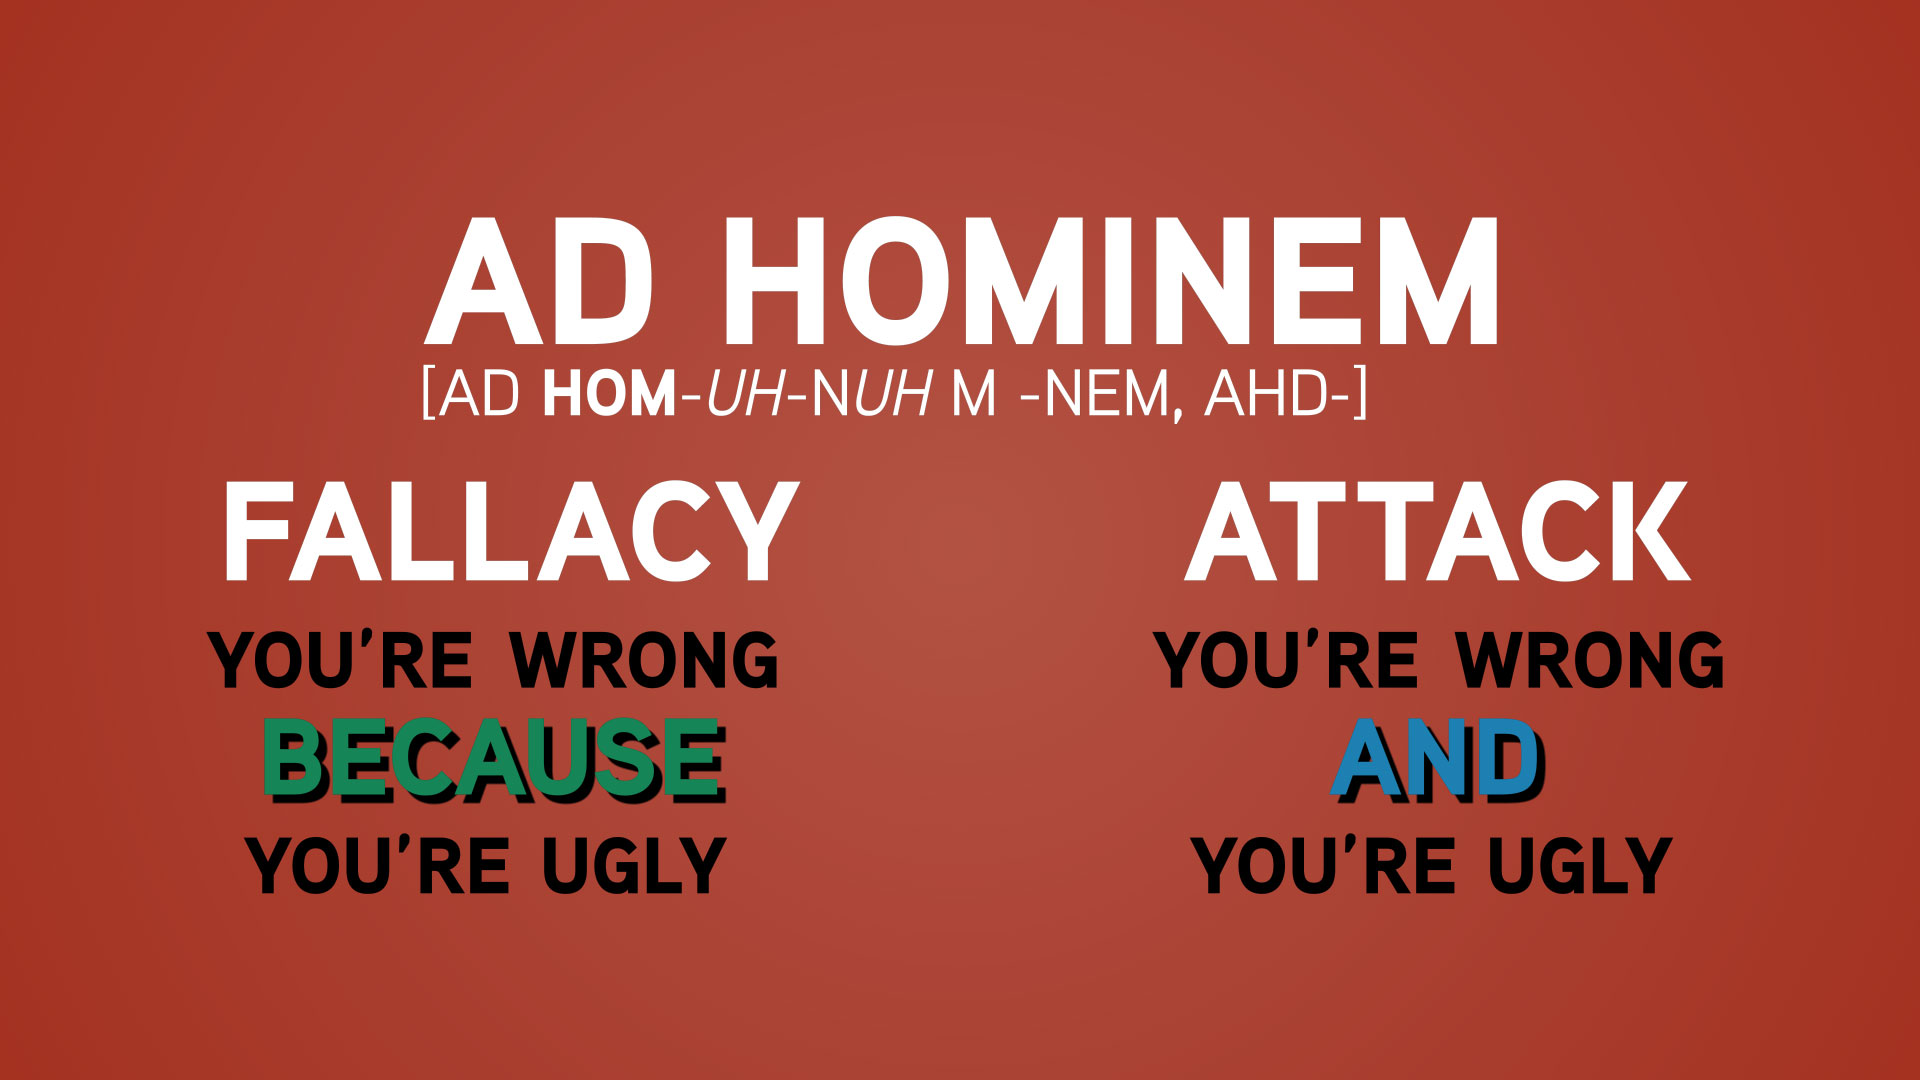 AD HOMINEM
[AD HOM-UH-NUH M -NEM, AHD-]
FALLACY
YOU'RE WRONG
BECAUSE
YOU'RE UGLY
ATTACK
YOU'RE WRONG
AND
YOU'RE UGLY